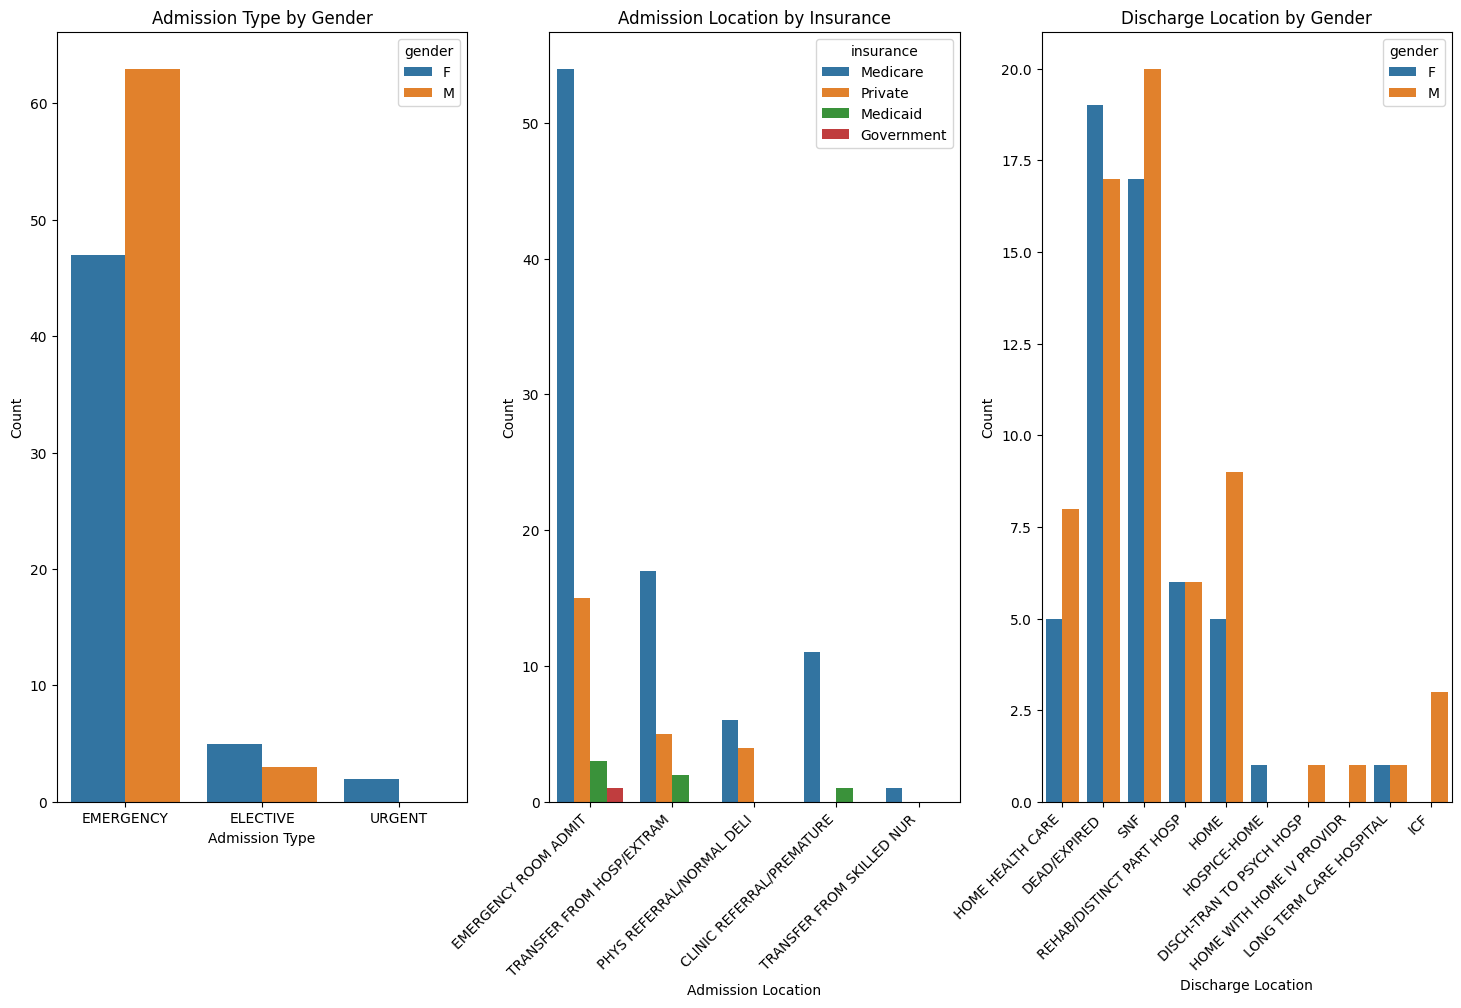 Admission Type by Gender
gender
F
M
60
50
40
30
20
10
0
Count
EMERGENCY
ELECTIVE
URGENT
Admission Type
Admission Location by Insurance
insurance
Medicare
Private
Medicaid
Government
50
40
30
20
10
0
Count
EMERGENCY ROOM ADMIT
TRANSFER FROM HOSP/EXTRAM
PHYS REFERRAL/NORMAL DELI
CLINIC REFERRAL/PREMATURE
TRANSFER FROM SKILLED NUR
Admission Location
Discharge Location by Gender
gender
F
M
20.0
17.5
15.0
12.5
10.0
7.5
5.0
2.5
0.0
Count
HOME HEALTH CARE
DEAD/EXPIRED
SNF
REHAB/DISTINCT PART HOSP
HOME
HOSPICE-HOME
DISCH-TRAN TO PSYCH HOSP
HOME WITH HOME IV PROVIDR
LONG TERM CARE HOSPITAL
ICF
Discharge Location